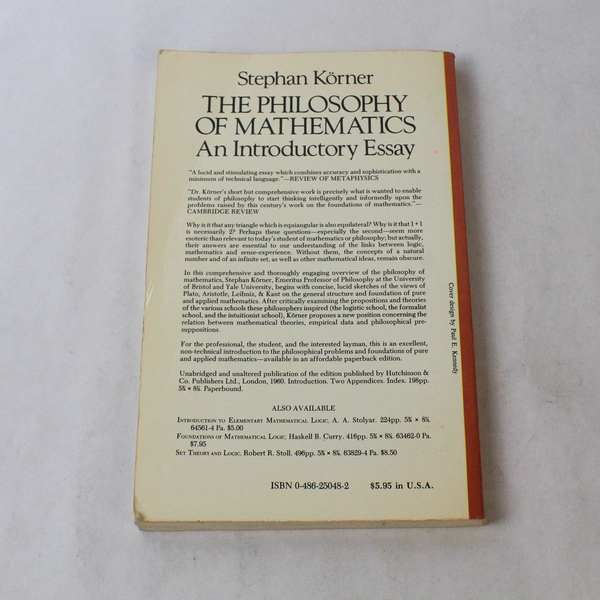 Stephan Körner
THE PHILOSOPHY
OF MATHEMATICS
An Introductory Essay
"A lucid and stimulating essay which combines accuracy and sophistication with a
minimum of technical language."—REVIEW OF METAPHYSICS
"Dr. Körner's short but comprehensive work is precisely what is wanted to enable
students of philosophy to start thinking intelligently and informedly upon the
problems raised by this century's work on the foundations of mathematics."—
CAMBRIDGE REVIEW
Why is it that any triangle which is equiangular is also equilateral? Why is it that 1 + 1
is necessarily 2? Perhaps these questions—especially the second—seem more
esoteric than relevant to today's student of mathematics or philosophy; but actually,
their answers are essential to our understanding of the links between logic,
mathematics and sense-experience. Without them, the concepts of a natural
number and of an infinite set, as well as other mathematical ideas, remain obscure.
In this comprehensive and thoroughly engaging overview of the philosophy of
mathematics, Stephan Körner, Emeritus Professor of Philosophy at the University
of Bristol and Yale University, begins with concise, lucid sketches of the views of
Plato, Aristotle, Leibniz, & Kant on the general structure and foundation of pure
and applied mathematics. After critically examining the propositions and theories
of the various schools these philosophers inspired (the logistic school, the formalist
school, and the intuitionist school), Körner proposes a new position concerning the
relation between mathematical theories, empirical data and philosophical pre-
suppositions.
For the professional, the student, and the interested layman, this is an excellent,
non-technical introduction to the philosophical problems and foundations of pure
and applied mathematics—available in an affordable paperback edition.
Unabridged and unaltered publication of the edition published by Hutchinson &
Co. Publishers Ltd., London, 1960. Introduction. Two Appendices. Index. 198pp.
5⅜ × 8½. Paperbound.
ALSO AVAILABLE
INTRODUCTION TO ELEMENTARY MATHEMATICAL LOGIC, A. A. Stolyar. 224pp. 5⅜ × 8½.
64561-4 Pa. $5.00
FOUNDATIONS OF MATHEMATICAL LOGIC, Haskell B. Curry. 416pp. 5⅜ × 8½. 63462-0 Pa.
$7.95
SET THEORY AND LOGIC, Robert R. Stoll. 496pp. 5⅜ × 8½. 63829-4 Pa. $8.50
ISBN 0-486-25048-2 $5.95 in U.S.A.
Cover design by Paul E. Kennedy